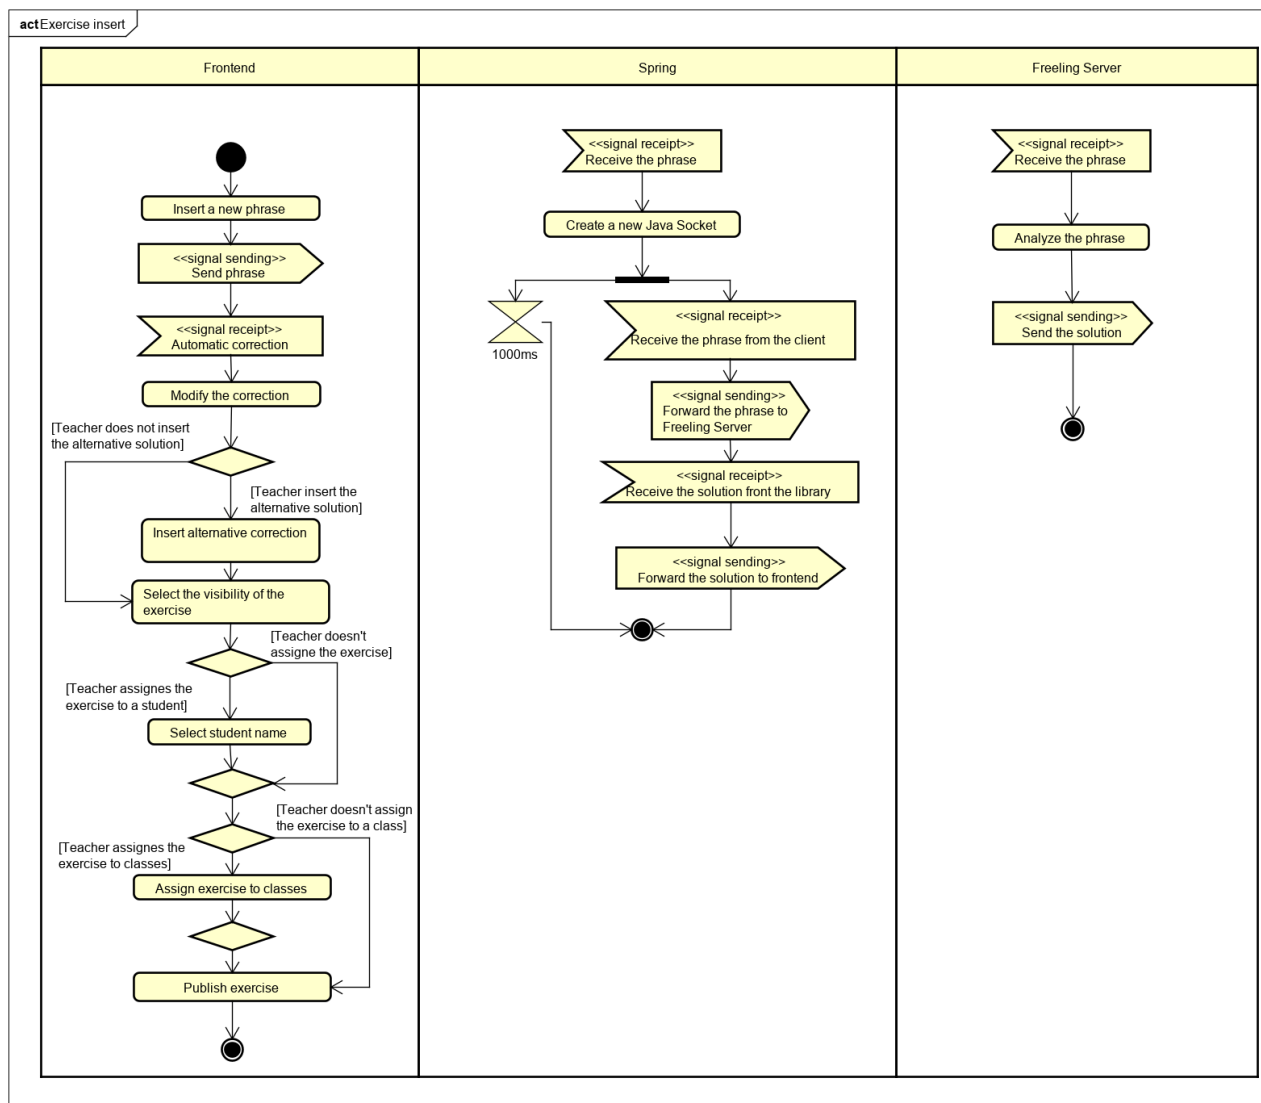 act Exercise insert
Frontend
Spring
Freeling Server
Insert a new phrase
<<signal sending>>
Send phrase
<<signal receipt>>
Automatic correction
Modify the correction
[Teacher does not insert
the alternative solution]
[Teacher insert the
alternative solution]
Insert alternative correction
Select the visibility of the
exercise
[Teacher doesn't
assigne the exercise]
[Teacher assignes the
exercise to a student]
Select student name
[Teacher doesn't assign
the exercise to a class]
[Teacher assignes the
exercise to classes]
Assign exercise to classes
Publish exercise
<<signal receipt>>
Receive the phrase
Create a new Java Socket
1000ms
<<signal receipt>>
Receive the phrase from the client
<<signal sending>>
Forward the phrase to
Freeling Server
<<signal receipt>>
Receive the solution front the library
<<signal sending>>
Forward the solution to frontend
<<signal receipt>>
Receive the phrase
Analyze the phrase
<<signal sending>>
Send the solution